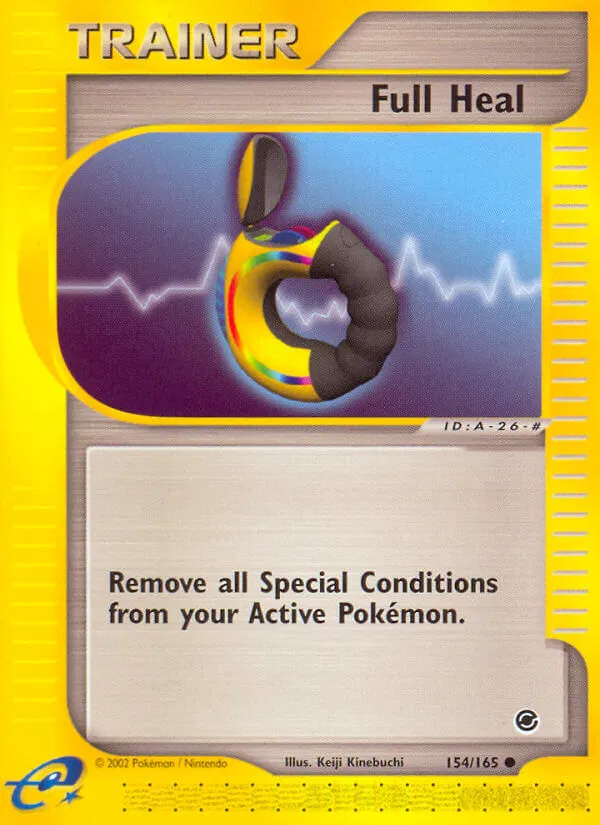 TRAINER
Full Heal
ID:A-26-#
Remove all Special Conditions
from your Active Pokémon.
© 2002 Pokémon / Nintendo
Illus. Keiji Kinebuchi
154/165 ●
e